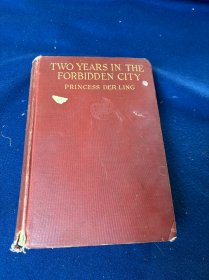 TWO YEARS IN THE
FORBIDDEN CITY
PRINCESS DER LING